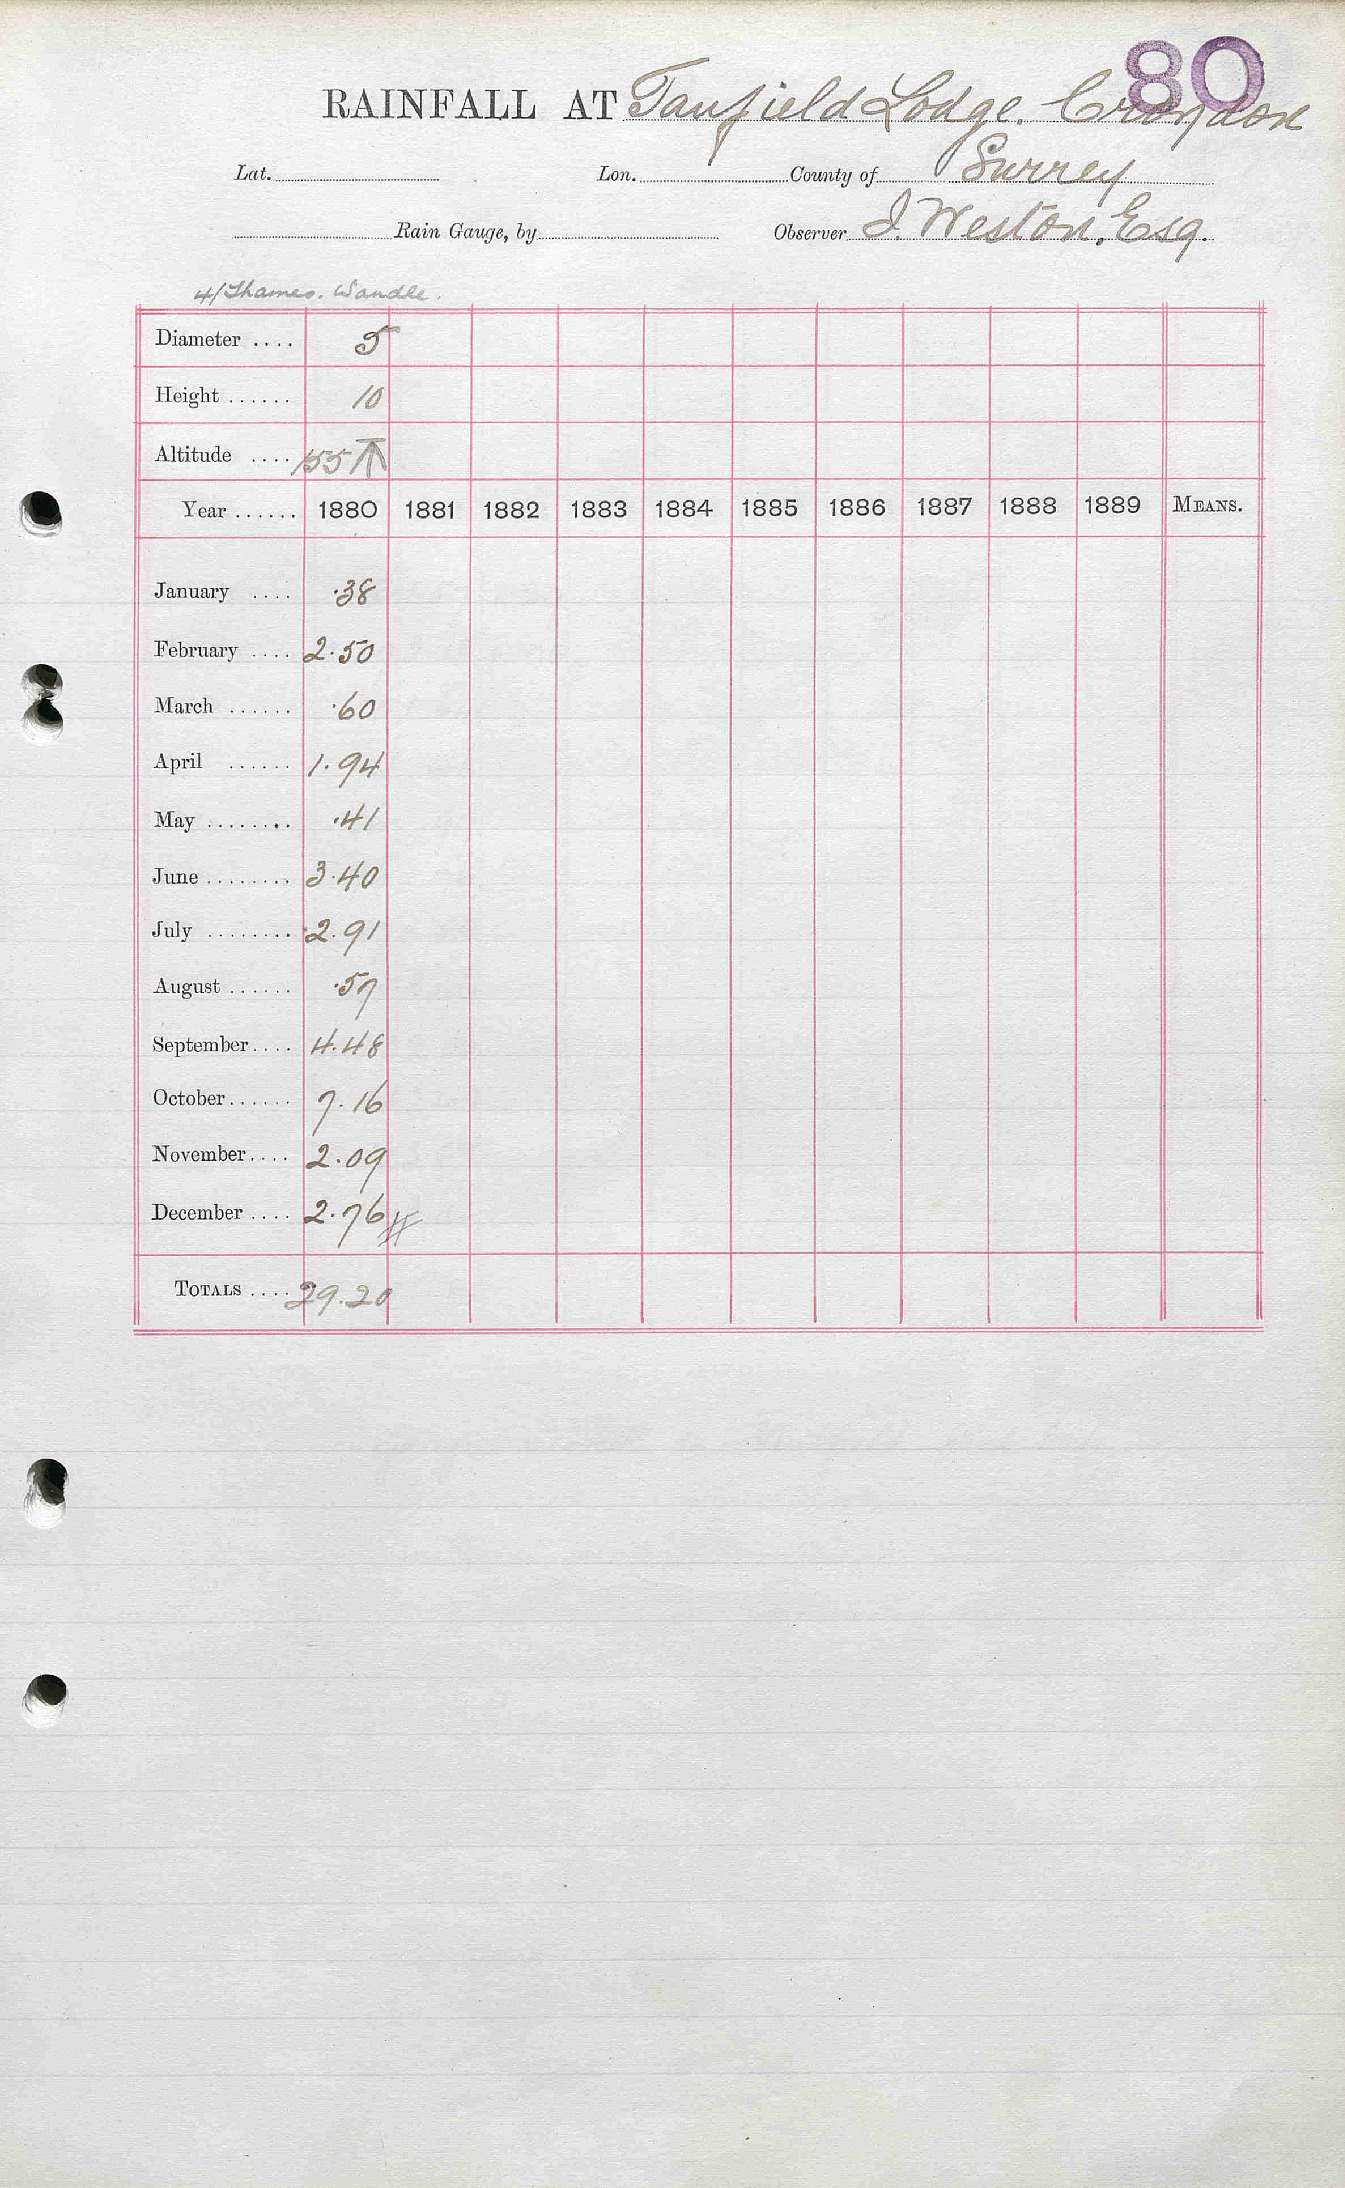 80
RAINFALL AT Tanfield Lodge. Croydon
Lat. Lon. County of Surrey
Rain Gauge, by Observer J. Weston, Esq.
4/Thames. Wandle.
Diameter .... 5
Height ...... 10
Altitude .... 155 T
Year ...... 1880 1881 1882 1883 1884 1885 1886 1887 1888 1889 MEANS.
January .... ·38
February .... 2·50
March ...... ·60
April ...... 1·94
May ........ ·41
June ........ 3·40
July ........ 2·91
August ...... ·57
September .... 4·48
October ...... 7·16
November .... 2·09
December .... 2·76 #
TOTALS .... 29.20